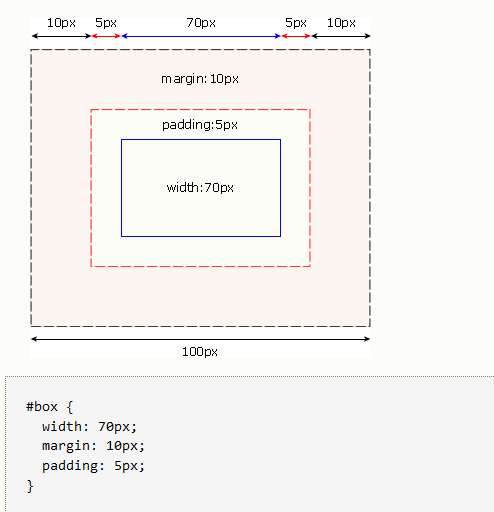 10px 5px 70px 5px 10px
margin:10px
padding:5px
width:70px
100px
#box {
  width: 70px;
  margin: 10px;
  padding: 5px;
}